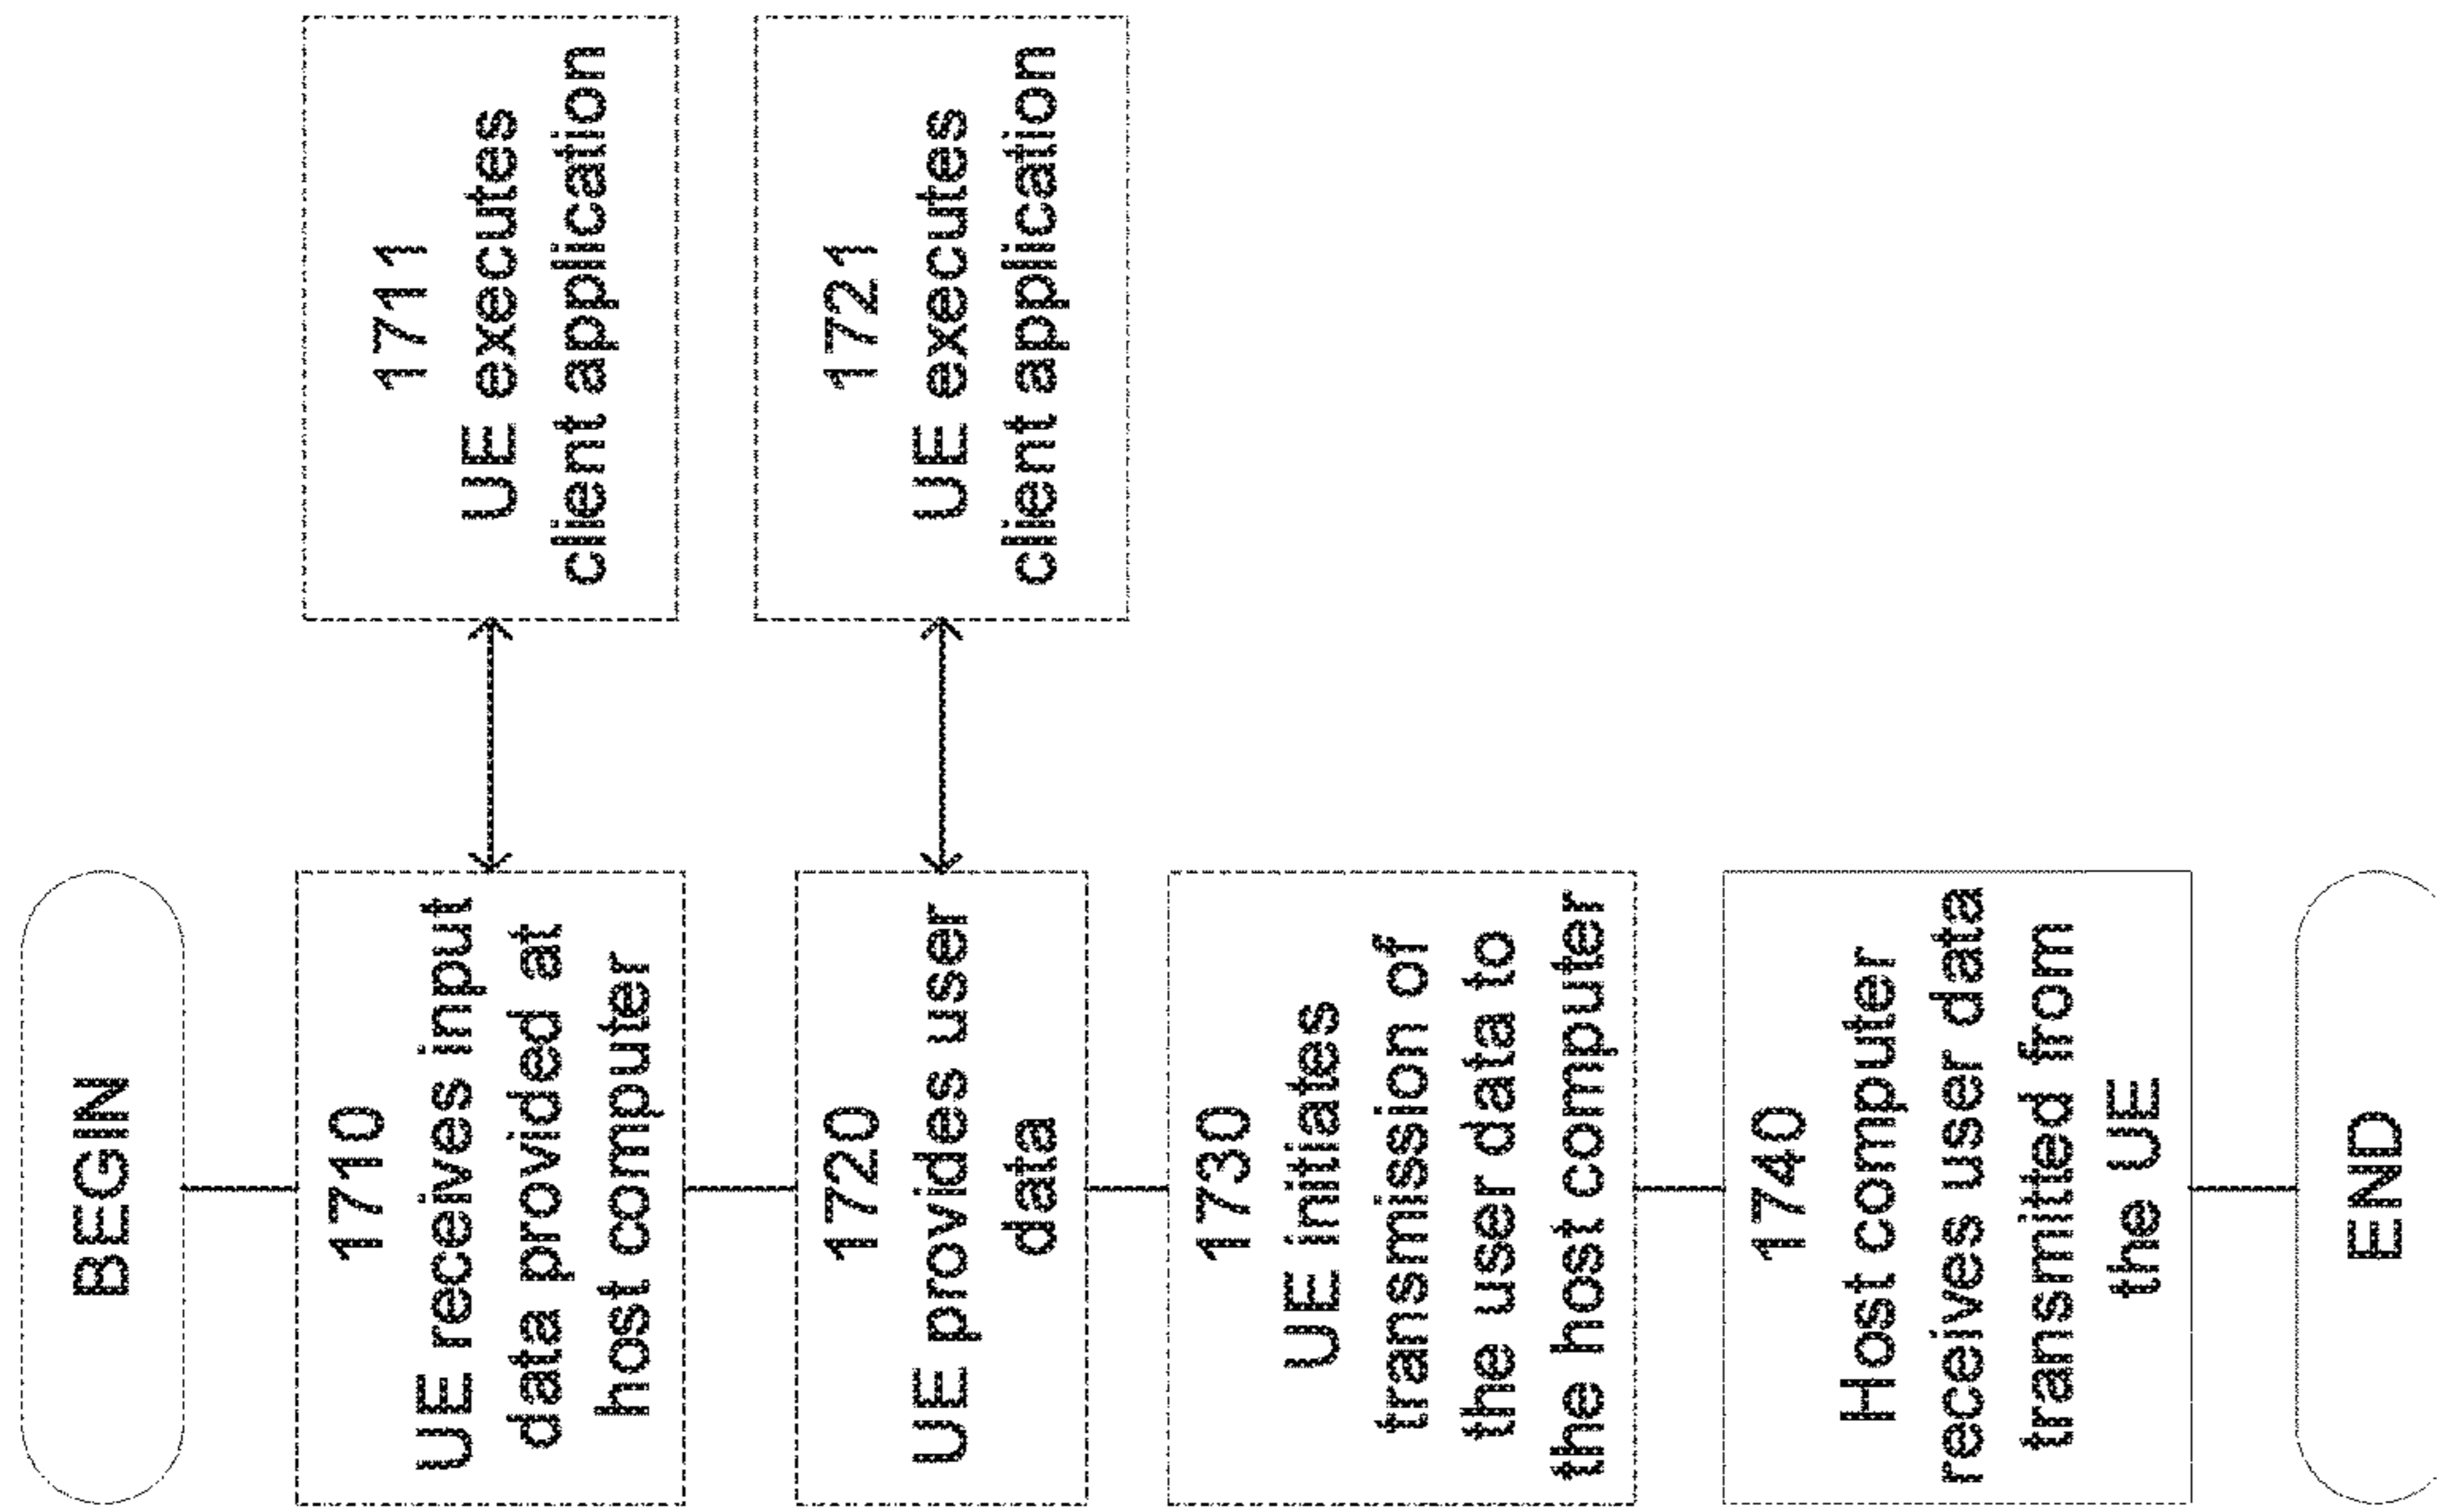 BEGIN
1710
UE receives input
data provided at
host computer
1711
UE executes
client application
1720
UE provides user
data
1721
UE executes
client application
1730
UE initiates
transmission of
the user data to
the host computer
1740
Host computer
receives user data
transmitted from
the UE
END